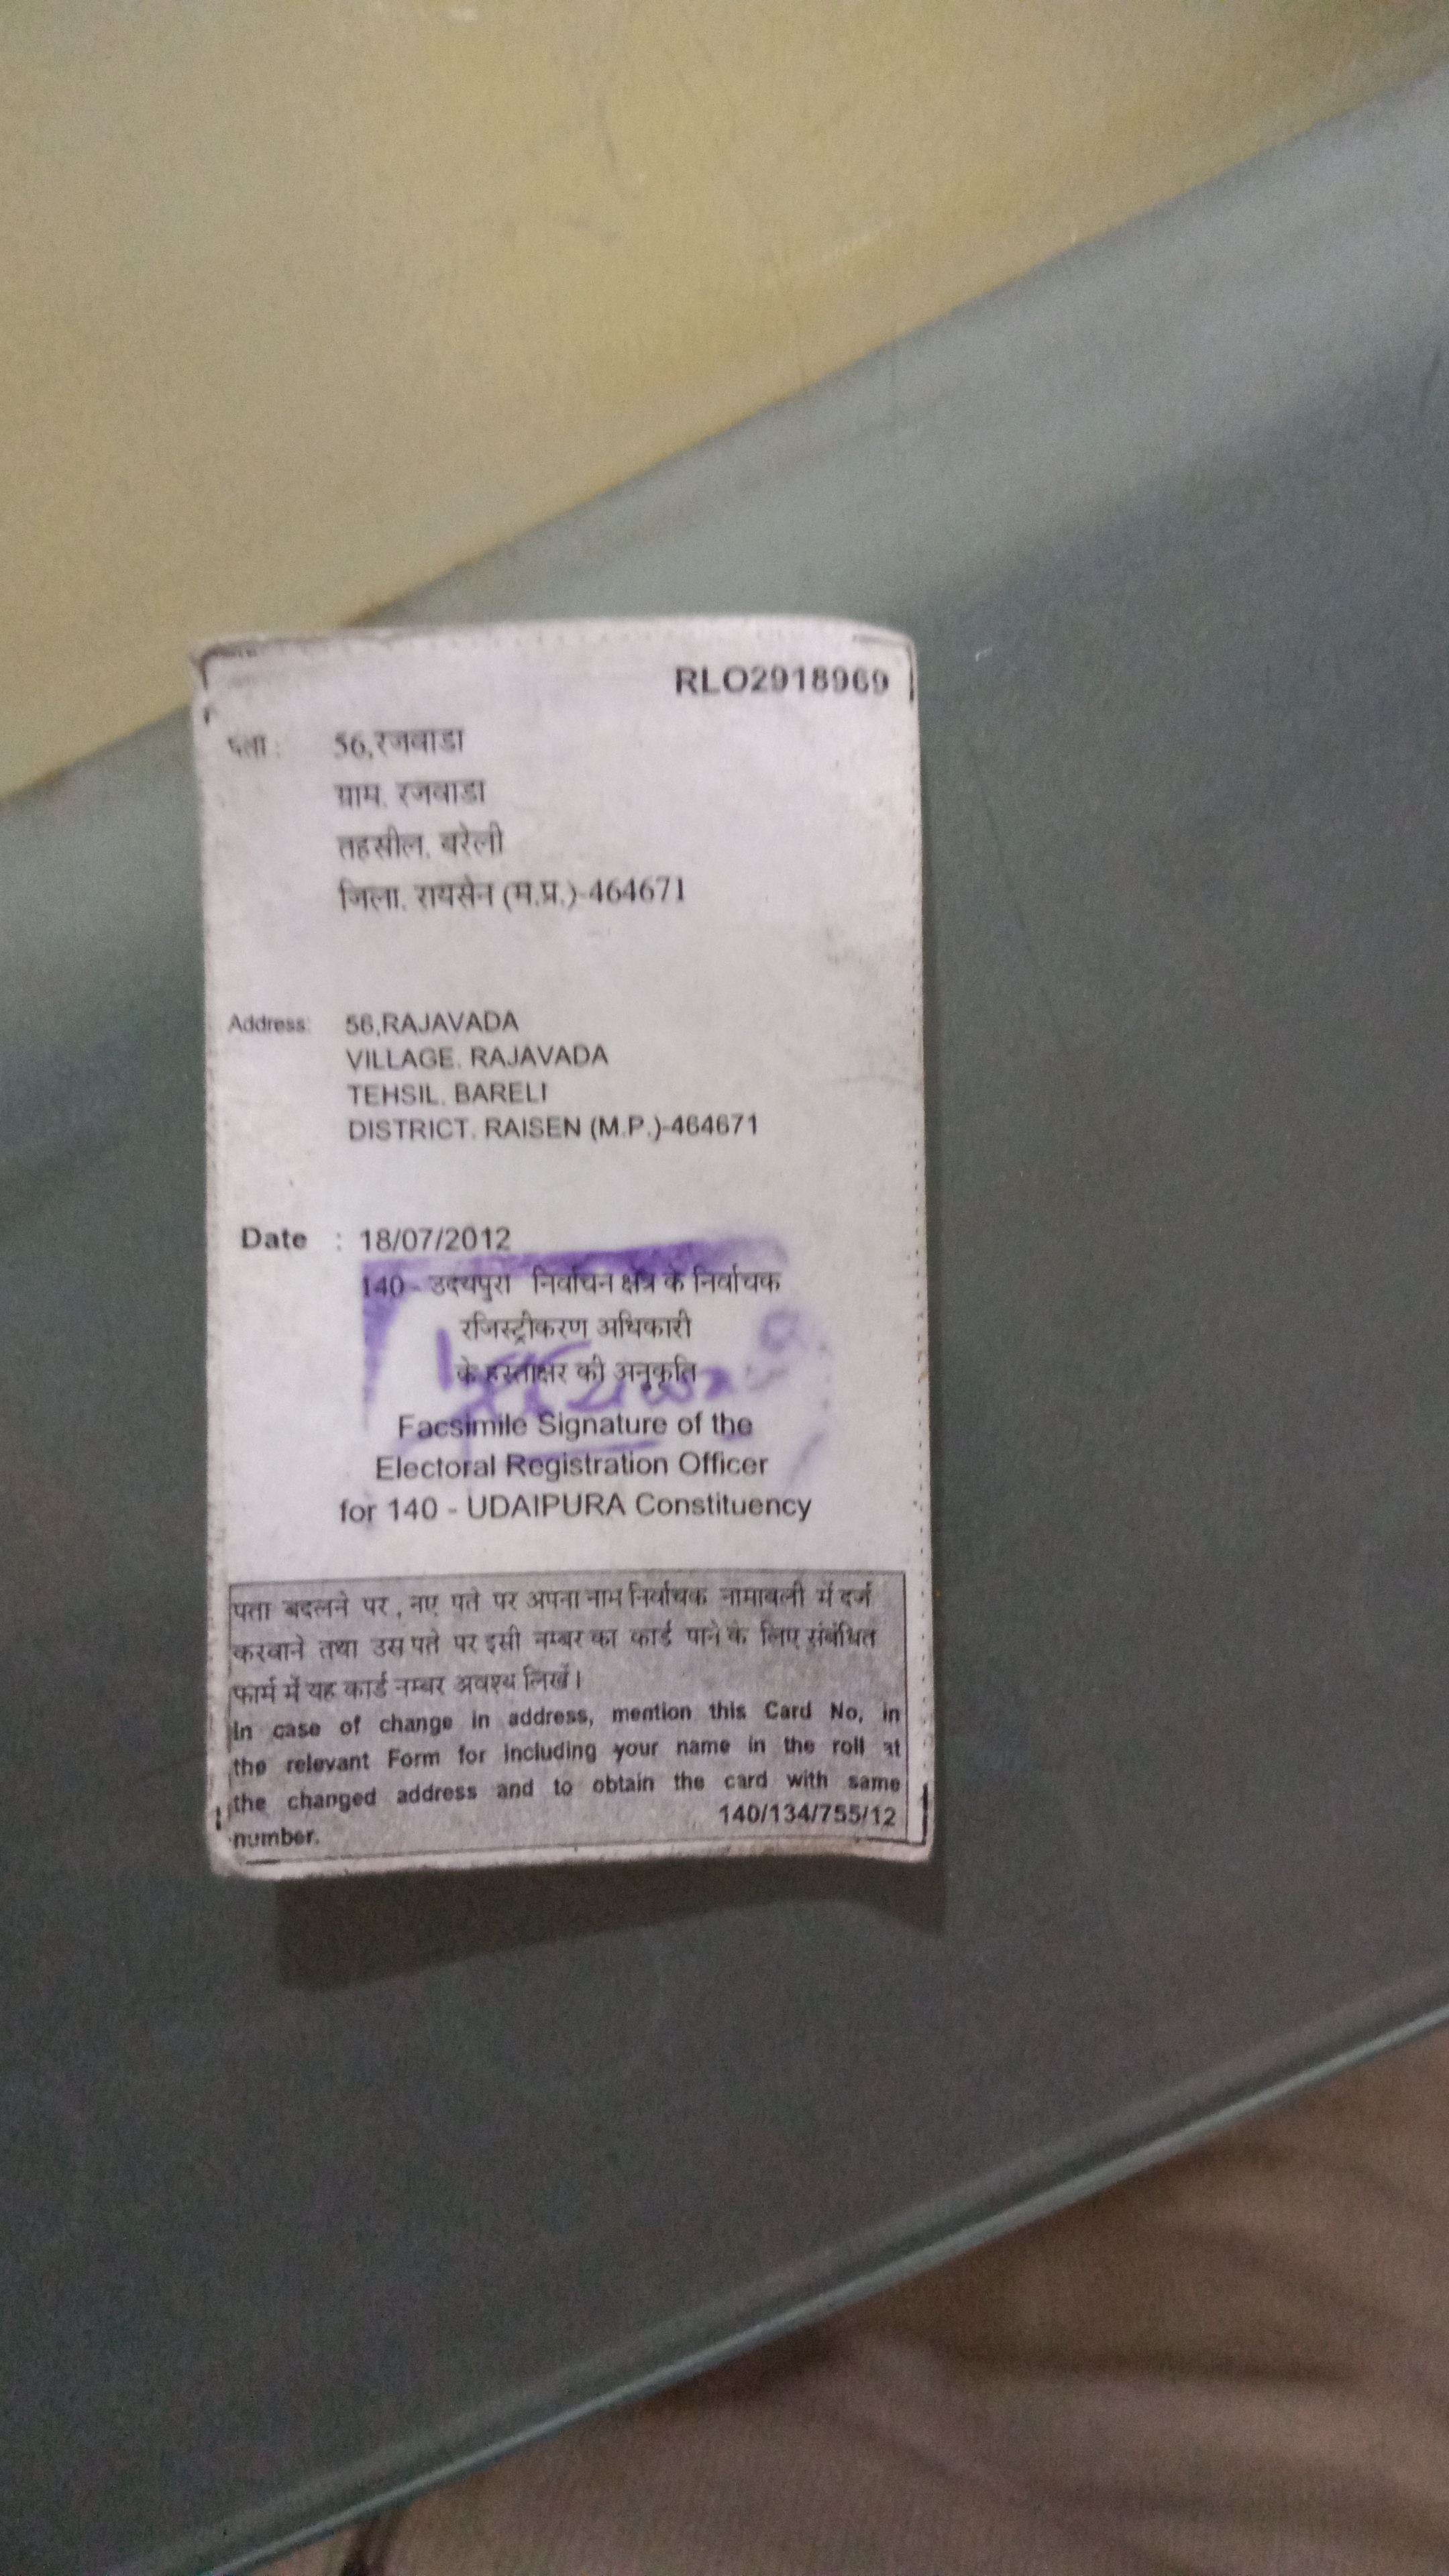 RLO2918969
पता : 56,रजवाडा
ग्राम. रजवाडा
तहसील. बरेली
जिला. रायसेन (म.प्र.)-464671
Address: 56,RAJAVADA
VILLAGE. RAJAVADA
TEHSIL. BARELI
DISTRICT. RAISEN (M.P.)-464671
Date : 18/07/2012
140 - उदयपुरा निर्वाचन क्षेत्र के निर्वाचक
रजिस्ट्रीकरण अधिकारी
के हस्ताक्षर की अनुकृति
Facsimile Signature of the
Electoral Registration Officer
for 140 - UDAIPURA Constituency
पता बदलने पर , नए पते पर अपना नाम निर्वाचक नामावली में दर्ज
करवाने तथा उस पते पर इसी नम्बर का कार्ड पाने के लिए संबंधित
फार्म में यह कार्ड नम्बर अवश्य लिखें।
In case of change in address, mention this Card No, in
the relevant Form for including your name in the roll at
the changed address and to obtain the card with same
number. 140/134/755/12